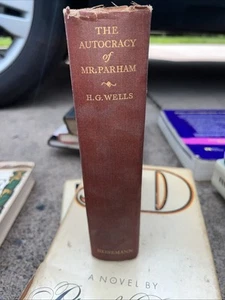 THE
AUTOCRACY
of
MR. PARHAM
H.G. WELLS
A NOVEL BY